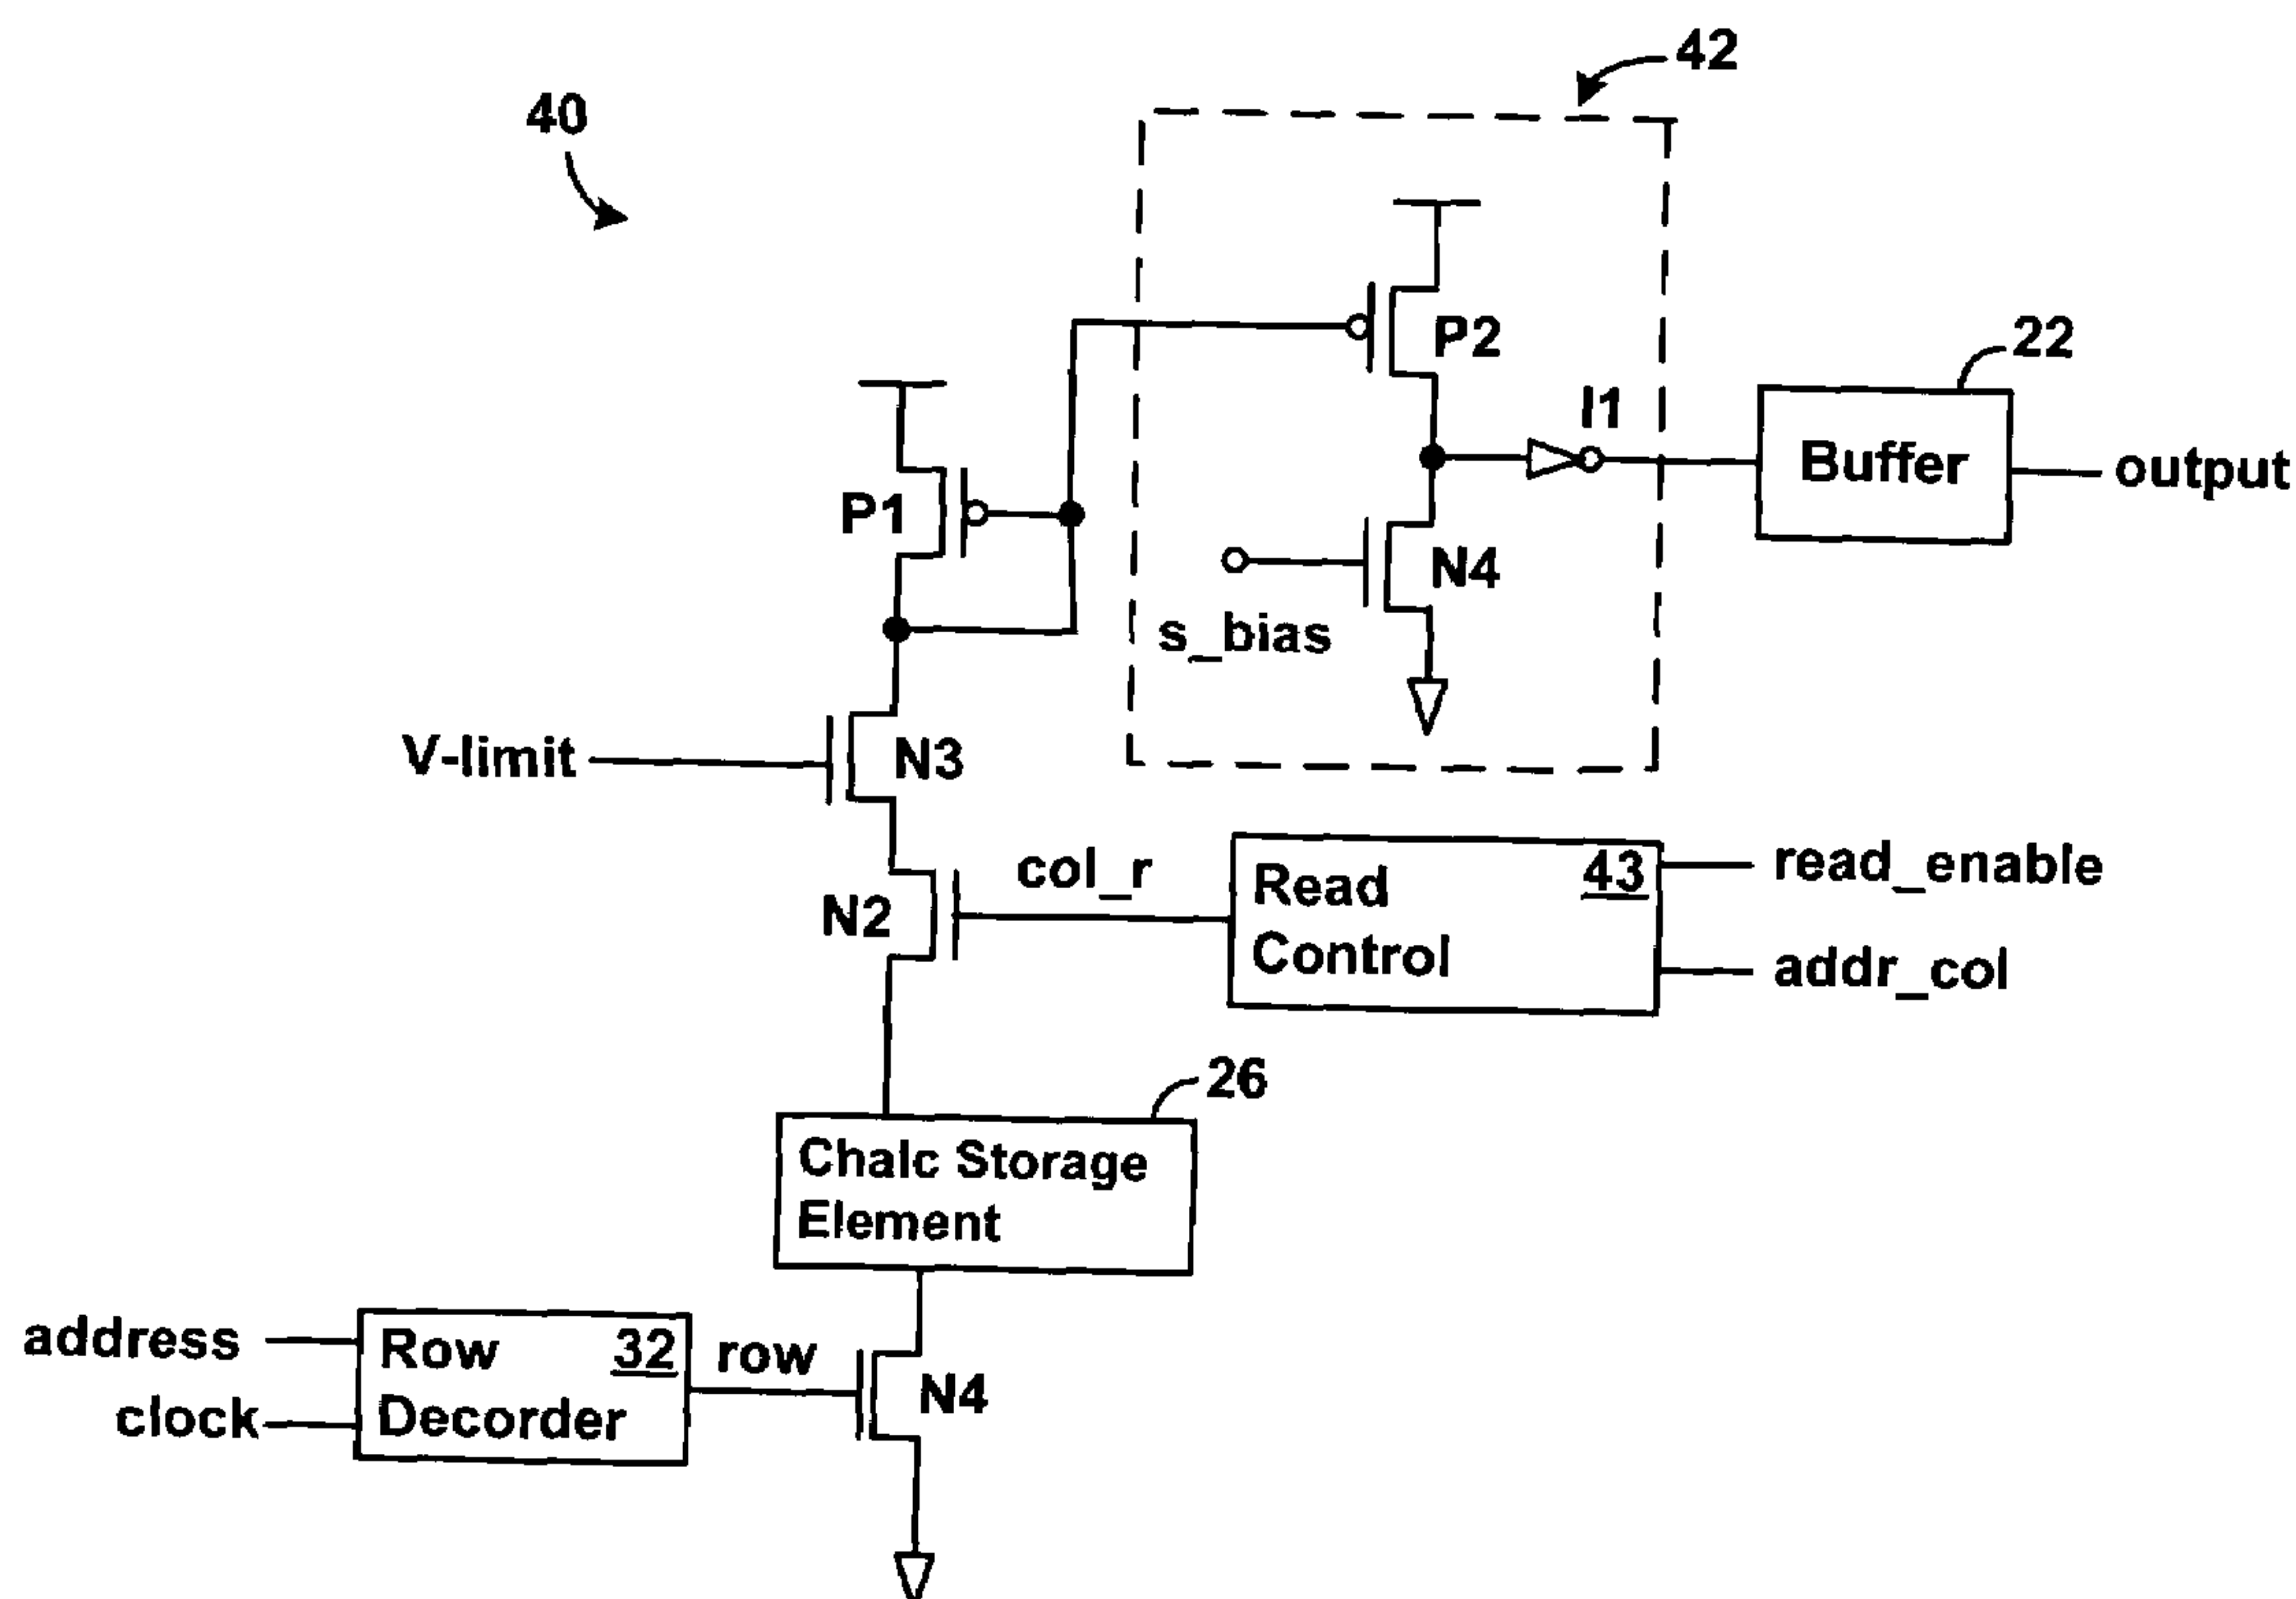 42
40
P2
22
I1
Buffer
output
P1
N4
s_bias
V-limit
N3
col_r
Read
43
Control
read_enable
N2
addr_col
26
Chalc Storage
Element
address
Row
32
row
clock
Decorder
N4